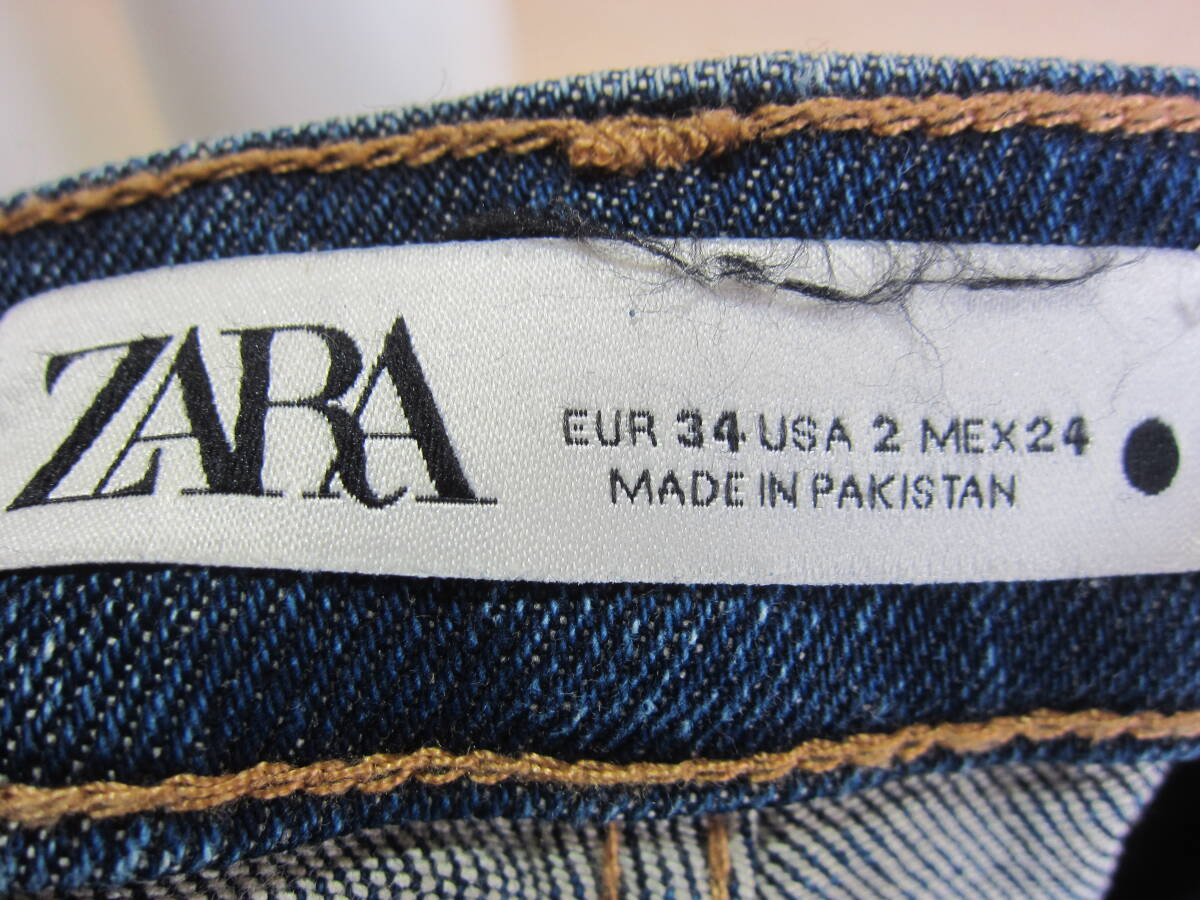 ZARA
EUR 34 USA 2 MEX 24
MADE IN PAKISTAN